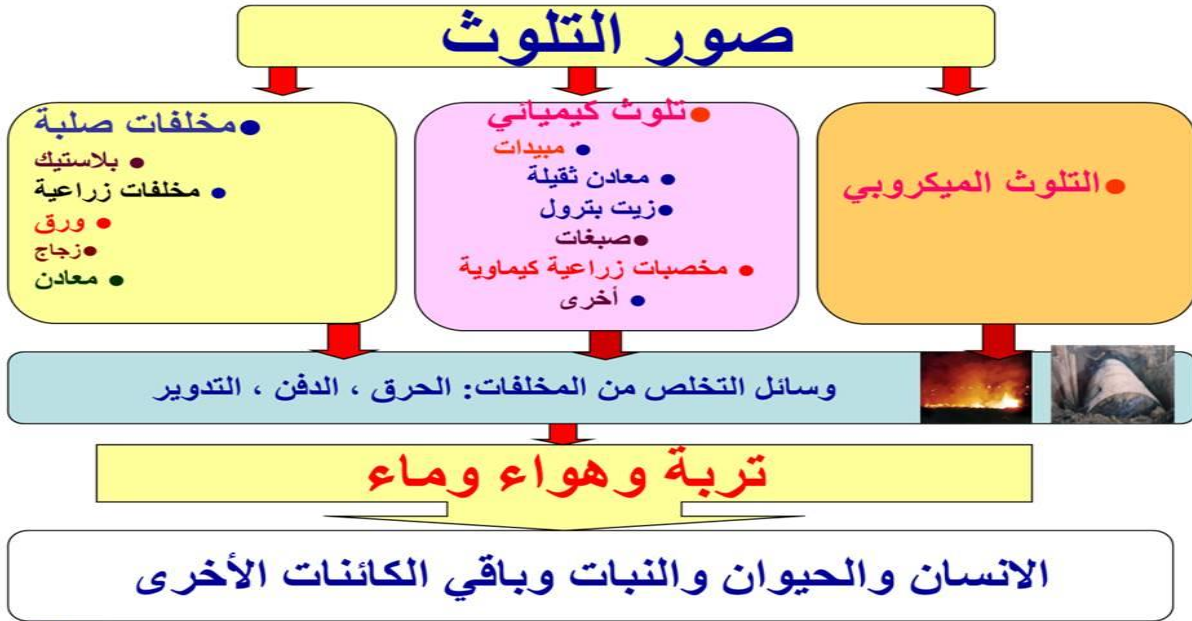 صور التلوث
●التلوث الميكروبي
●تلوث كيميائي
● مبيدات
● معادن ثقيلة
●زيت بترول
●صبغات
● مخصبات زراعية كيماوية
● أخرى
●مخلفات صلبة
● بلاستيك
● مخلفات زراعية
● ورق
●زجاج
● معادن
وسائل التخلص من المخلفات: الحرق ، الدفن ، التدوير
تربة وهواء وماء
الانسان والحيوان والنبات وباقي الكائنات الأخرى